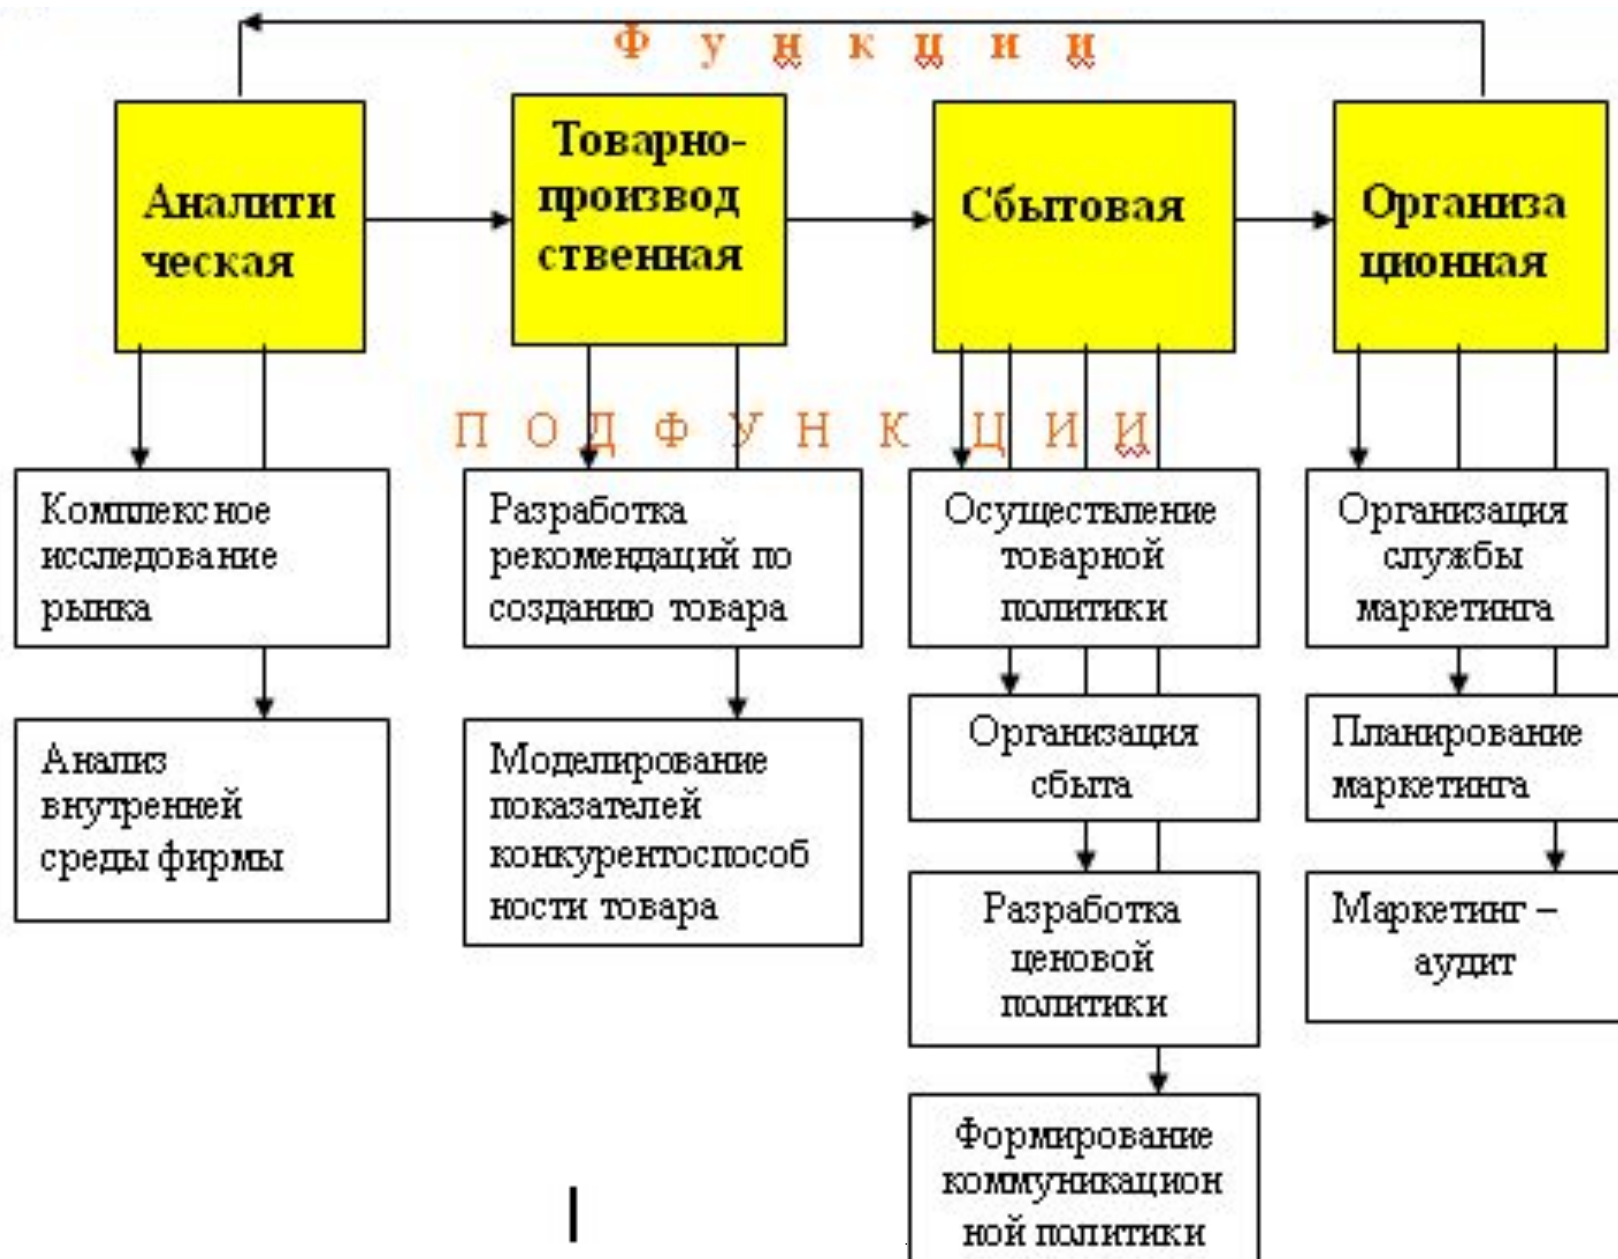 Ф у н к ц и и
Аналити
ческая
Товарно-
производ
ственная
Сбытовая
Организа
ционная
П О Д Ф У Н К Ц И И
Комплексное
исследование
рынка
Анализ
внутренней
среды фирмы
Разработка
рекомендаций по
созданию товара
Моделирование
показателей
конкурентоспособ
ности товара
Осуществление
товарной
политики
Организация
сбыта
Разработка
ценовой
политики
Формирование
коммуникацион
ной политики
Организация
службы
маркетинга
Планирование
маркетинга
Маркетинг –
аудит